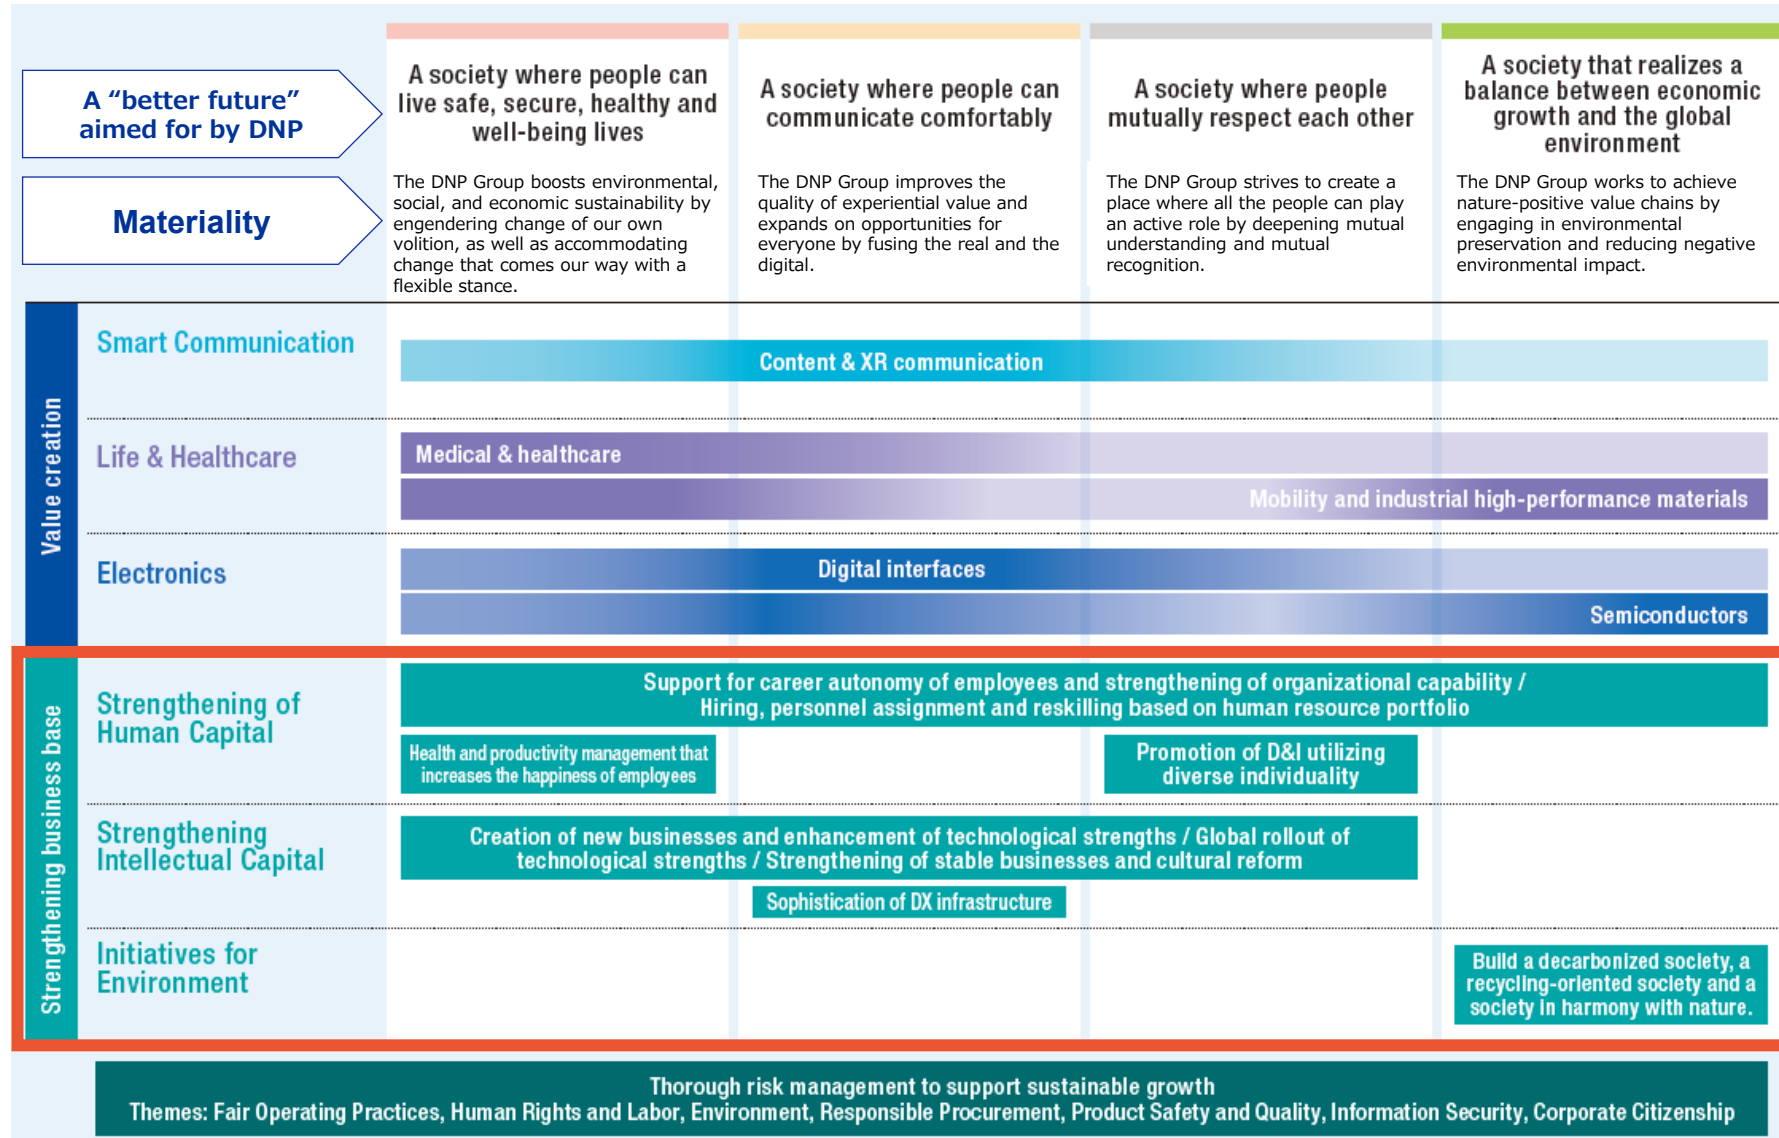 A “better future”
aimed for by DNP
A society where people can
live safe, secure, healthy and
well-being lives
A society where people can
communicate comfortably
A society where people
mutually respect each other
A society that realizes a
balance between economic
growth and the global
environment
Materiality
The DNP Group boosts environmental,
social, and economic sustainability by
engendering change of our own
volition, as well as accommodating
change that comes our way with a
flexible stance.
The DNP Group improves the
quality of experiential value and
expands on opportunities for
everyone by fusing the real and the
digital.
The DNP Group strives to create a
place where all the people can play
an active role by deepening mutual
understanding and mutual
recognition.
The DNP Group works to achieve
nature-positive value chains by
engaging in environmental
preservation and reducing negative
environmental impact.
Value creation
Smart Communication
Content & XR communication
Life & Healthcare
Medical & healthcare
Mobility and industrial high-performance materials
Electronics
Digital interfaces
Semiconductors
Strengthening business base
Strengthening of
Human Capital
Support for career autonomy of employees and strengthening of organizational capability /
Hiring, personnel assignment and reskilling based on human resource portfolio
Health and productivity management that
increases the happiness of employees
Promotion of D&I utilizing
diverse individuality
Strengthening
Intellectual Capital
Creation of new businesses and enhancement of technological strengths / Global rollout of
technological strengths / Strengthening of stable businesses and cultural reform
Sophistication of DX infrastructure
Initiatives for
Environment
Build a decarbonized society, a
recycling-oriented society and a
society in harmony with nature.
Thorough risk management to support sustainable growth
Themes: Fair Operating Practices, Human Rights and Labor, Environment, Responsible Procurement, Product Safety and Quality, Information Security, Corporate Citizenship